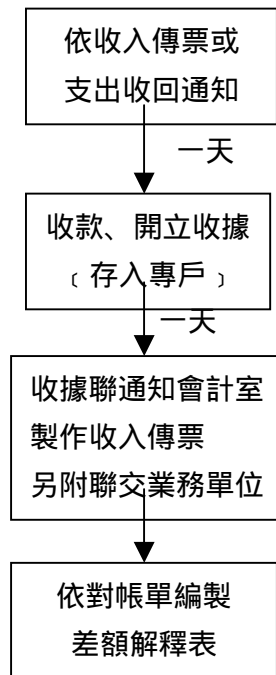 依收入傳票或
支出收回通知
一天
收款、開立收據
﹝存入專戶﹞
一天
收據聯通知會計室
製作收入傳票
另附聯交業務單位
依對帳單編製
差額解釋表